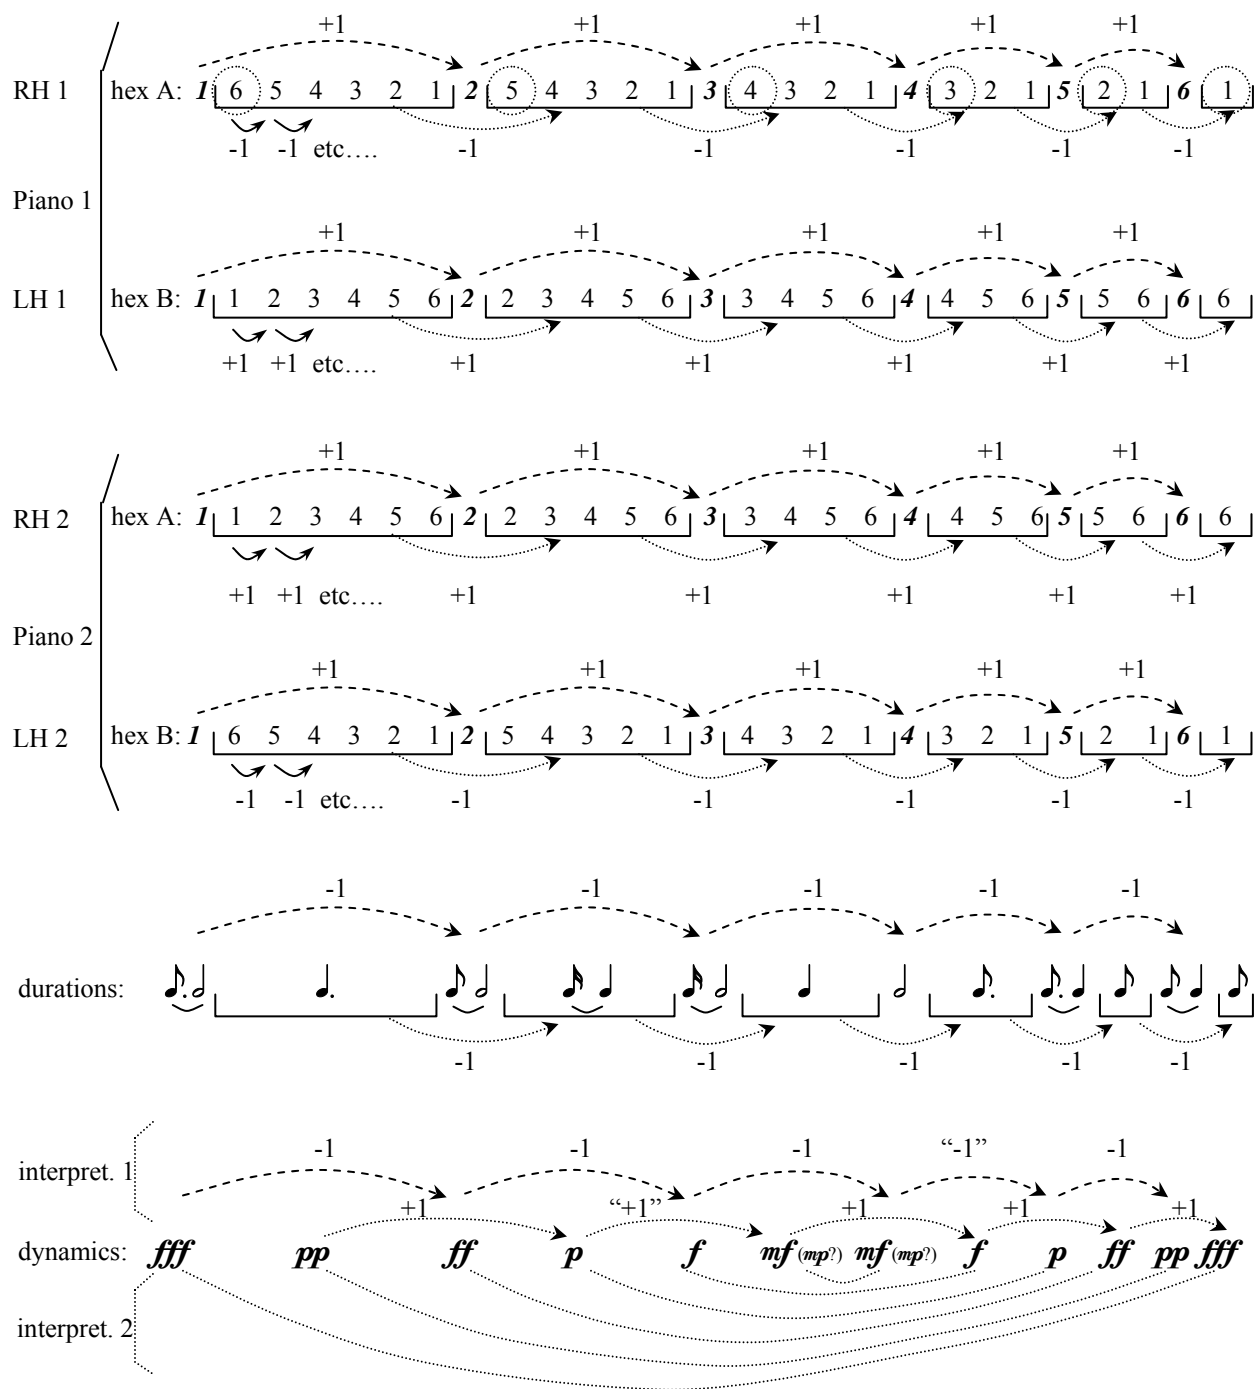 +1 +1 +1 +1 +1
RH 1 hex A: 1 6 5 4 3 2 1 2 5 4 3 2 1 3 4 3 2 1 4 3 2 1 5 2 1 6 1
-1 -1 etc…. -1 -1 -1 -1 -1
Piano 1
+1 +1 +1 +1 +1
LH 1 hex B: 1 1 2 3 4 5 6 2 2 3 4 5 6 3 3 4 5 6 4 4 5 6 5 5 6 6 6
+1 +1 etc…. +1 +1 +1 +1 +1
+1 +1 +1 +1 +1
RH 2 hex A: 1 1 2 3 4 5 6 2 2 3 4 5 6 3 3 4 5 6 4 4 5 6 5 5 6 6 6
+1 +1 etc…. +1 +1 +1 +1 +1
Piano 2
+1 +1 +1 +1 +1
LH 2 hex B: 1 6 5 4 3 2 1 2 5 4 3 2 1 3 4 3 2 1 4 3 2 1 5 2 1 6 1
-1 -1 etc…. -1 -1 -1 -1 -1
-1 -1 -1 -1 -1
durations:
-1 -1 -1 -1 -1
-1 -1 -1 “-1” -1
interpret. 1
+1 “+1” +1 +1 +1
dynamics: fff pp ff p f mf (mp?) mf (mp?) f p ff pp fff
interpret. 2